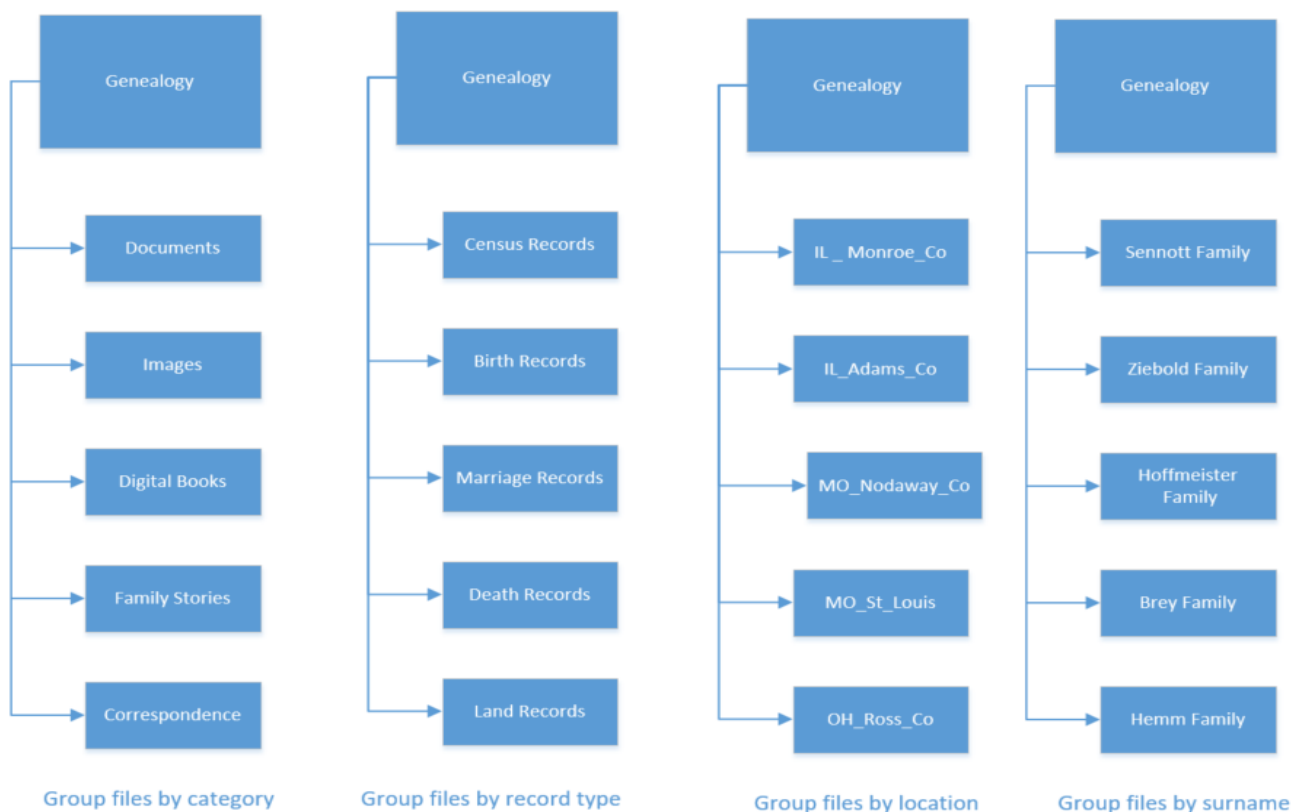 Genealogy
Documents
Images
Digital Books
Family Stories
Correspondence
Group files by category
Genealogy
Census Records
Birth Records
Marriage Records
Death Records
Land Records
Group files by record type
Genealogy
IL _ Monroe_Co
IL_Adams_Co
MO_Nodaway_Co
MO_St_Louis
OH_Ross_Co
Group files by location
Genealogy
Sennott Family
Ziebold Family
Hoffmeister
Family
Brey Family
Hemm Family
Group files by surname